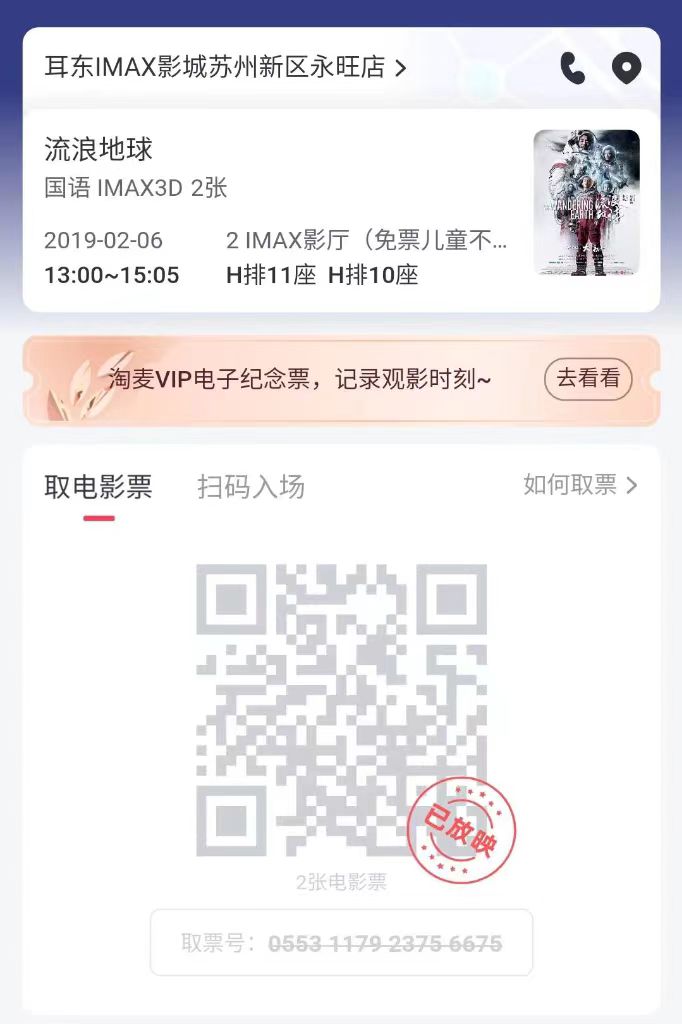 耳东IMAX影城苏州新区永旺店
流浪地球
国语 IMAX3D 2张
2019-02-06 2 IMAX影厅（免票儿童不...
13:00~15:05 H排11座 H排10座
THE WANDERING
EARTH
淘麦VIP电子纪念票，记录观影时刻~ 去看看
取电影票 扫码入场 如何取票
已放映
2张电影票
取票号：0553 1179 2375 6675